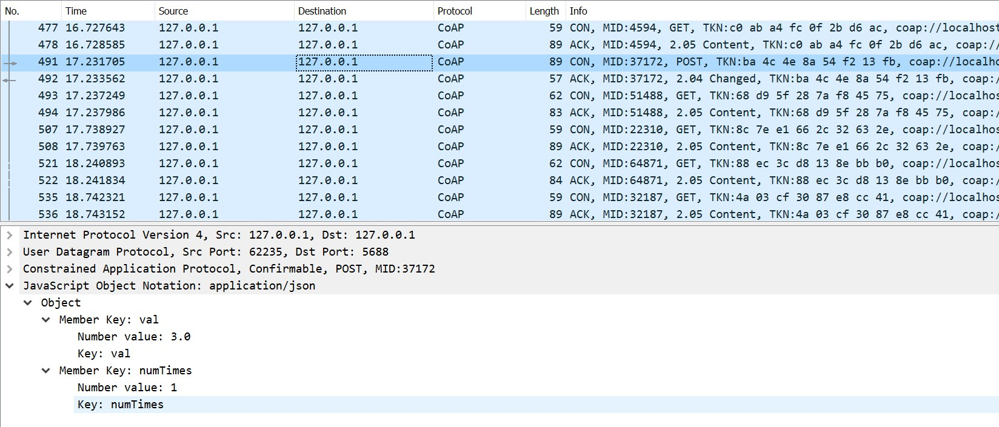 No. Time Source Destination Protocol Length Info
477 16.727643 127.0.0.1 127.0.0.1 CoAP 59 CON, MID:4594, GET, TKN:c0 ab a4 fc 0f 2b d6 ac, coap://localhost
478 16.728585 127.0.0.1 127.0.0.1 CoAP 89 ACK, MID:4594, 2.05 Content, TKN:c0 ab a4 fc 0f 2b d6 ac, coap:/
491 17.231705 127.0.0.1 127.0.0.1 CoAP 89 CON, MID:37172, POST, TKN:ba 4c 4e 8a 54 f2 13 fb, coap://localho
492 17.233562 127.0.0.1 127.0.0.1 CoAP 57 ACK, MID:37172, 2.04 Changed, TKN:ba 4c 4e 8a 54 f2 13 fb, coap:/
493 17.237249 127.0.0.1 127.0.0.1 CoAP 62 CON, MID:51488, GET, TKN:68 d9 5f 28 7a f8 45 75, coap://localhos
494 17.237986 127.0.0.1 127.0.0.1 CoAP 83 ACK, MID:51488, 2.05 Content, TKN:68 d9 5f 28 7a f8 45 75, coap:/
507 17.738927 127.0.0.1 127.0.0.1 CoAP 59 CON, MID:22310, GET, TKN:8c 7e e1 66 2c 32 63 2e, coap://localhos
508 17.739763 127.0.0.1 127.0.0.1 CoAP 89 ACK, MID:22310, 2.05 Content, TKN:8c 7e e1 66 2c 32 63 2e, coap:/
521 18.240893 127.0.0.1 127.0.0.1 CoAP 62 CON, MID:64871, GET, TKN:88 ec 3c d8 13 8e bb b0, coap://localhos
522 18.241834 127.0.0.1 127.0.0.1 CoAP 84 ACK, MID:64871, 2.05 Content, TKN:88 ec 3c d8 13 8e bb b0, coap:/
535 18.742321 127.0.0.1 127.0.0.1 CoAP 59 CON, MID:32187, GET, TKN:4a 03 cf 30 87 e8 cc 41, coap://localhos
536 18.743152 127.0.0.1 127.0.0.1 CoAP 89 ACK, MID:32187, 2.05 Content, TKN:4a 03 cf 30 87 e8 cc 41, coap:/
Internet Protocol Version 4, Src: 127.0.0.1, Dst: 127.0.0.1
User Datagram Protocol, Src Port: 62235, Dst Port: 5688
Constrained Application Protocol, Confirmable, POST, MID:37172
JavaScript Object Notation: application/json
Object
Member Key: val
Number value: 3.0
Key: val
Member Key: numTimes
Number value: 1
Key: numTimes